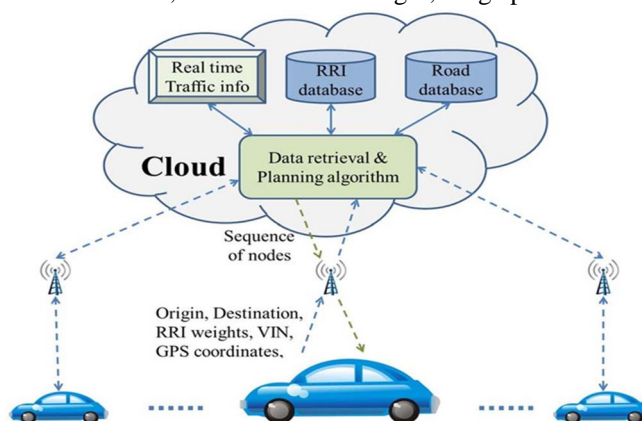 Real time
Traffic info
RRI
database
Road
database
Cloud
Data retrieval &
Planning algorithm
Sequence
of nodes
Origin, Destination,
RRI weights, VIN,
GPS coordinates,